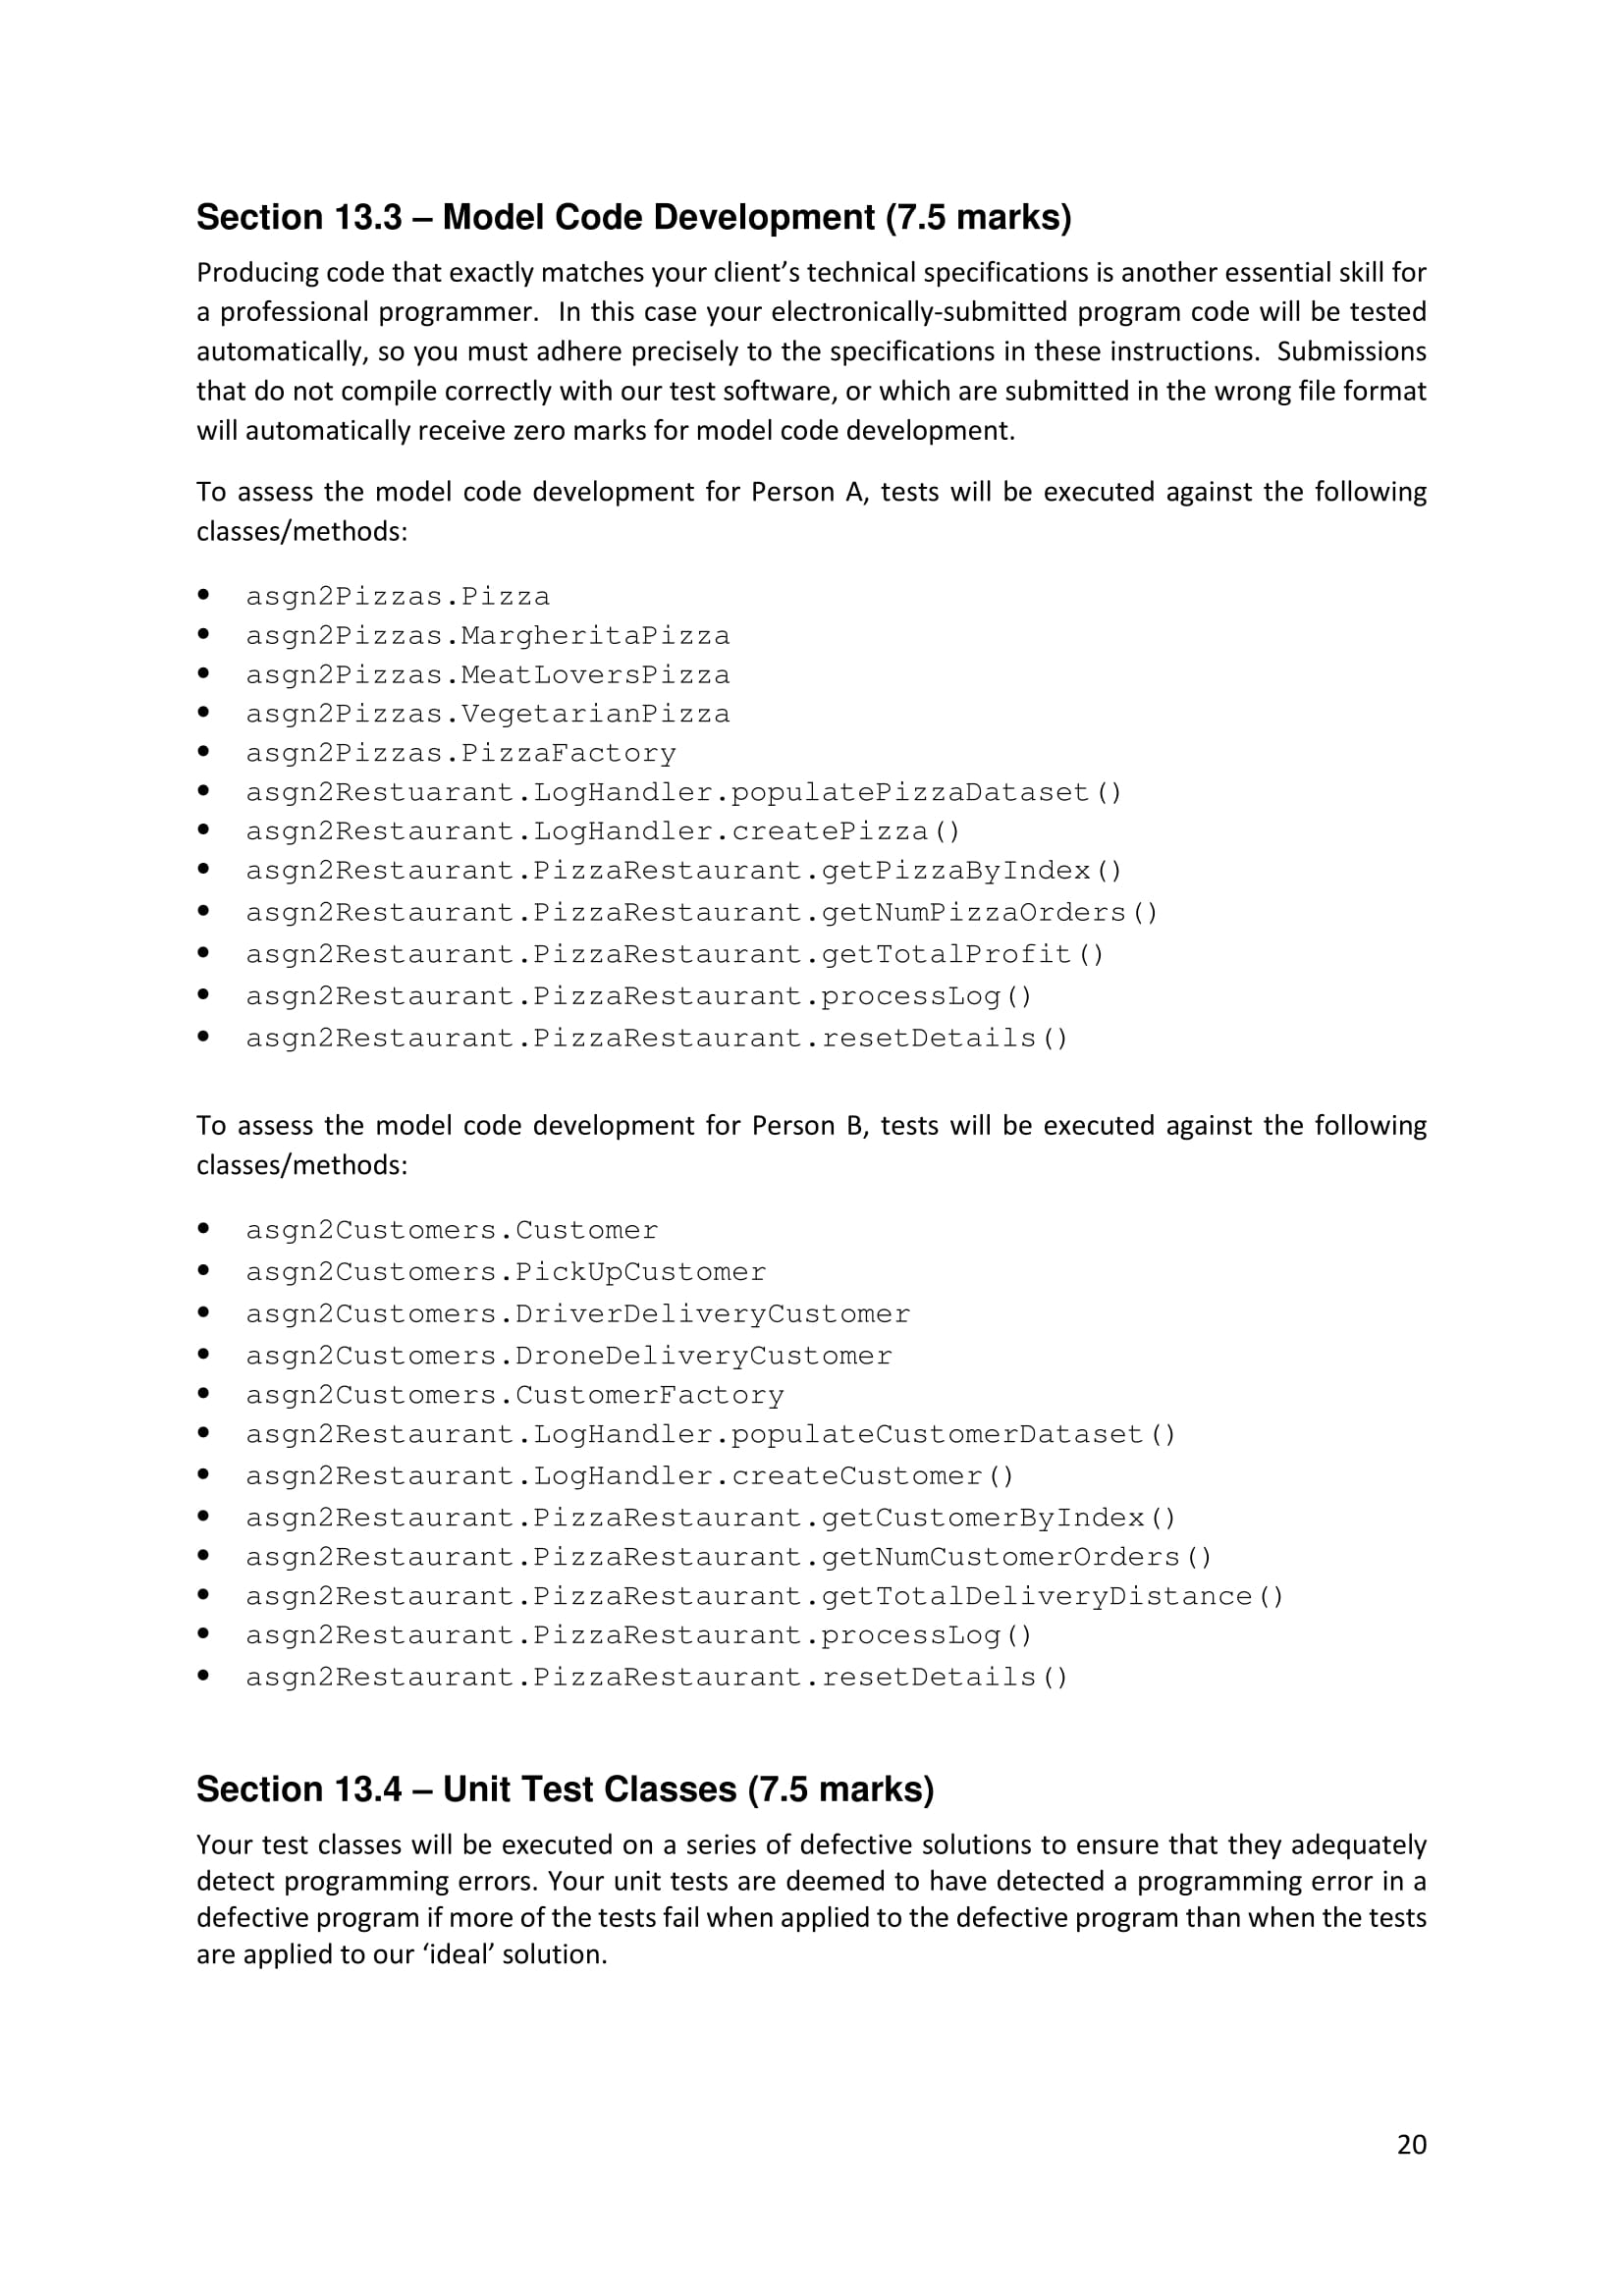 Section 13.3 – Model Code Development (7.5 marks)
Producing code that exactly matches your client’s technical specifications is another essential skill for
a professional programmer.  In this case your electronically-submitted program code will be tested
automatically, so you must adhere precisely to the specifications in these instructions.  Submissions
that do not compile correctly with our test software, or which are submitted in the wrong file format
will automatically receive zero marks for model code development.
To assess the model code development for Person A, tests will be executed against the following
classes/methods:
• asgn2Pizzas.Pizza
• asgn2Pizzas.MargheritaPizza
• asgn2Pizzas.MeatLoversPizza
• asgn2Pizzas.VegetarianPizza
• asgn2Pizzas.PizzaFactory
• asgn2Restuarant.LogHandler.populatePizzaDataset()
• asgn2Restaurant.LogHandler.createPizza()
• asgn2Restaurant.PizzaRestaurant.getPizzaByIndex()
• asgn2Restaurant.PizzaRestaurant.getNumPizzaOrders()
• asgn2Restaurant.PizzaRestaurant.getTotalProfit()
• asgn2Restaurant.PizzaRestaurant.processLog()
• asgn2Restaurant.PizzaRestaurant.resetDetails()
To assess the model code development for Person B, tests will be executed against the following
classes/methods:
• asgn2Customers.Customer
• asgn2Customers.PickUpCustomer
• asgn2Customers.DriverDeliveryCustomer
• asgn2Customers.DroneDeliveryCustomer
• asgn2Customers.CustomerFactory
• asgn2Restaurant.LogHandler.populateCustomerDataset()
• asgn2Restaurant.LogHandler.createCustomer()
• asgn2Restaurant.PizzaRestaurant.getCustomerByIndex()
• asgn2Restaurant.PizzaRestaurant.getNumCustomerOrders()
• asgn2Restaurant.PizzaRestaurant.getTotalDeliveryDistance()
• asgn2Restaurant.PizzaRestaurant.processLog()
• asgn2Restaurant.PizzaRestaurant.resetDetails()
Section 13.4 – Unit Test Classes (7.5 marks)
Your test classes will be executed on a series of defective solutions to ensure that they adequately
detect programming errors. Your unit tests are deemed to have detected a programming error in a
defective program if more of the tests fail when applied to the defective program than when the tests
are applied to our ‘ideal’ solution.
20